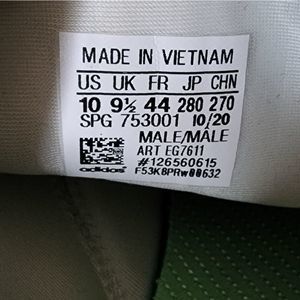 MADE IN VIETNAM
US UK FR JP CHN
10 9½ 44 280 270
SPG 753001 10/20
MALE/MÂLE
ART EG7611
#126560615
adidas F53K8PRw00632